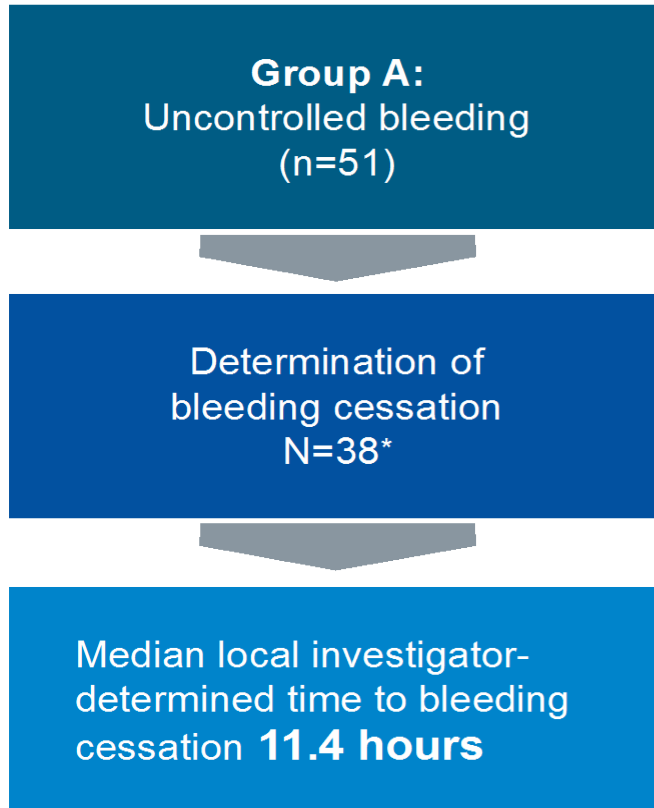 Group A:
Uncontrolled bleeding
(n=51)
Determination of
bleeding cessation
N=38*
Median local investigator-
determined time to bleeding
cessation 11.4 hours